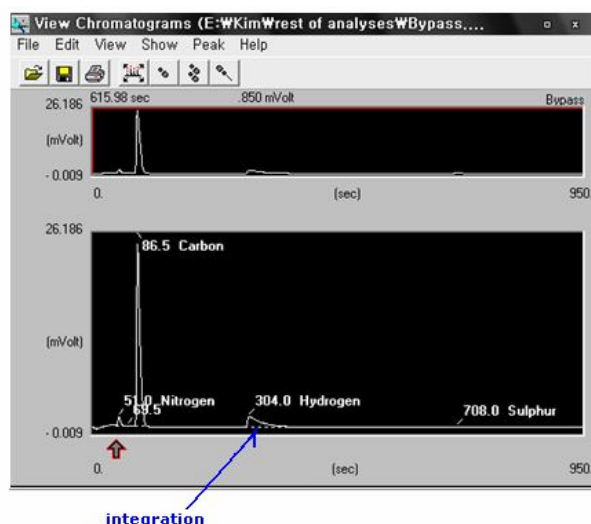 View Chromatograms (E:₩Kim₩rest of analyses₩Bypass....
File Edit View Show Peak Help
26.186 615.98 sec .850 mVolt Bypass
(mVolt)
- 0.009
0. (sec) 950.
26.186
86.5 Carbon
(mVolt)
51.0 Nitrogen 304.0 Hydrogen
69.5 708.0 Sulphur
- 0.009
0. (sec) 950.
integration